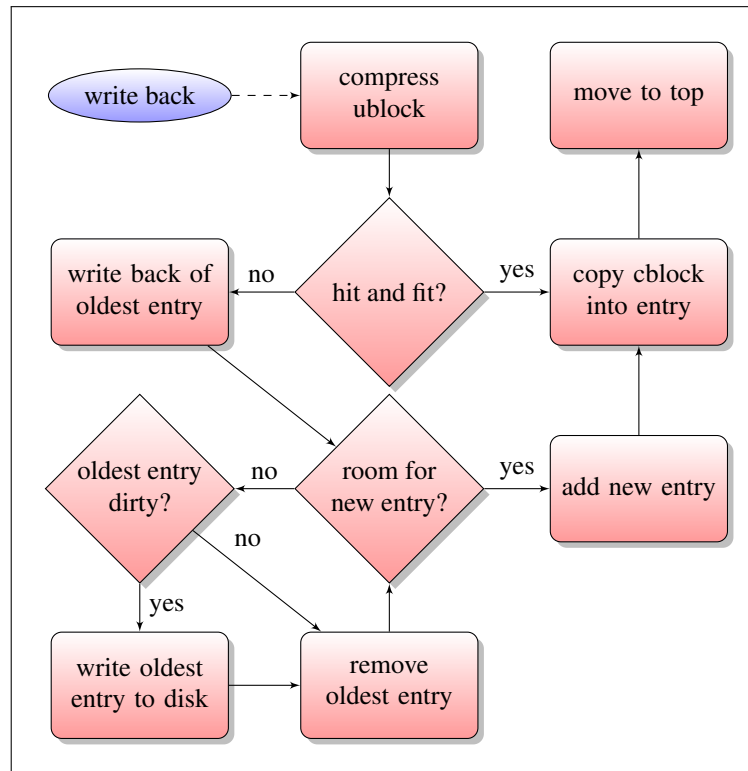 write back
compress
ublock
move to top
write back of
oldest entry
no
hit and fit?
yes
copy cblock
into entry
oldest entry
dirty?
no
room for
new entry?
yes
add new entry
no
yes
write oldest
entry to disk
remove
oldest entry